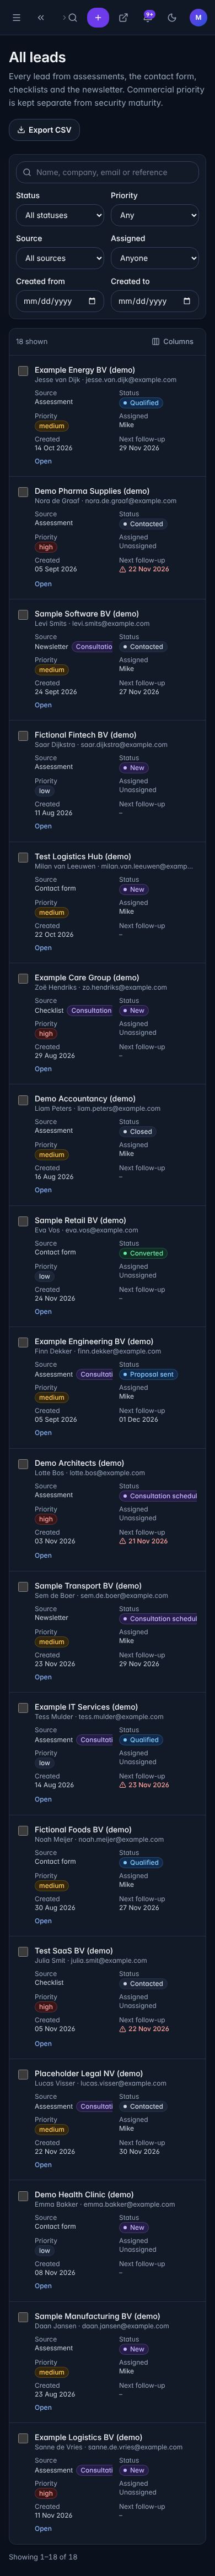 9+
M
All leads
Every lead from assessments, the contact form,
checklists and the newsletter. Commercial priority
is kept separate from security maturity.
Export CSV
Name, company, email or reference
Status Priority
All statuses Any
Source Assigned
All sources Anyone
Created from Created to
mm/dd/yyyy mm/dd/yyyy
18 shown Columns
Example Energy BV (demo)
Jesse van Dijk · jesse.van.dijk@example.com
Source Status
Assessment Qualified
Priority Assigned
medium Mike
Created Next follow-up
14 Oct 2026 29 Nov 2026
Open
Demo Pharma Supplies (demo)
Nora de Graaf · nora.de.graaf@example.com
Source Status
Assessment Contacted
Priority Assigned
high Unassigned
Created Next follow-up
05 Sept 2026 22 Nov 2026
Open
Sample Software BV (demo)
Levi Smits · levi.smits@example.com
Source Status
Newsletter Consultatio Contacted
Priority Assigned
medium Mike
Created Next follow-up
24 Sept 2026 27 Nov 2026
Open
Fictional Fintech BV (demo)
Saar Dijkstra · saar.dijkstra@example.com
Source Status
Assessment New
Priority Assigned
low Unassigned
Created Next follow-up
11 Aug 2026 –
Open
Test Logistics Hub (demo)
Milan van Leeuwen · milan.van.leeuwen@examp...
Source Status
Contact form New
Priority Assigned
medium Mike
Created Next follow-up
22 Oct 2026 –
Open
Example Care Group (demo)
Zoë Hendriks · zo.hendriks@example.com
Source Status
Checklist Consultation New
Priority Assigned
high Unassigned
Created Next follow-up
29 Aug 2026 –
Open
Demo Accountancy (demo)
Liam Peters · liam.peters@example.com
Source Status
Assessment Closed
Priority Assigned
medium Mike
Created Next follow-up
16 Aug 2026 –
Open
Sample Retail BV (demo)
Eva Vos · eva.vos@example.com
Source Status
Contact form Converted
Priority Assigned
low Unassigned
Created Next follow-up
24 Nov 2026 –
Open
Example Engineering BV (demo)
Finn Dekker · finn.dekker@example.com
Source Status
Assessment Consultati Proposal sent
Priority Assigned
medium Mike
Created Next follow-up
05 Sept 2026 01 Dec 2026
Open
Demo Architects (demo)
Lotte Bos · lotte.bos@example.com
Source Status
Assessment Consultation schedul
Priority Assigned
high Unassigned
Created Next follow-up
03 Nov 2026 21 Nov 2026
Open
Sample Transport BV (demo)
Sem de Boer · sem.de.boer@example.com
Source Status
Newsletter Consultation schedul
Priority Assigned
medium Mike
Created Next follow-up
23 Nov 2026 29 Nov 2026
Open
Example IT Services (demo)
Tess Mulder · tess.mulder@example.com
Source Status
Assessment Consultati Qualified
Priority Assigned
low Unassigned
Created Next follow-up
14 Aug 2026 23 Nov 2026
Open
Fictional Foods BV (demo)
Noah Meijer · noah.meijer@example.com
Source Status
Contact form Qualified
Priority Assigned
medium Mike
Created Next follow-up
30 Aug 2026 27 Nov 2026
Open
Test SaaS BV (demo)
Julia Smit · julia.smit@example.com
Source Status
Checklist Contacted
Priority Assigned
high Unassigned
Created Next follow-up
05 Nov 2026 22 Nov 2026
Open
Placeholder Legal NV (demo)
Lucas Visser · lucas.visser@example.com
Source Status
Assessment Consultati Contacted
Priority Assigned
medium Mike
Created Next follow-up
22 Nov 2026 30 Nov 2026
Open
Demo Health Clinic (demo)
Emma Bakker · emma.bakker@example.com
Source Status
Contact form New
Priority Assigned
low Unassigned
Created Next follow-up
08 Nov 2026 –
Open
Sample Manufacturing BV (demo)
Daan Jansen · daan.jansen@example.com
Source Status
Assessment New
Priority Assigned
medium Mike
Created Next follow-up
23 Aug 2026 –
Open
Example Logistics BV (demo)
Sanne de Vries · sanne.de.vries@example.com
Source Status
Assessment Consultati New
Priority Assigned
high Unassigned
Created Next follow-up
11 Nov 2026 –
Open
Showing 1–18 of 18